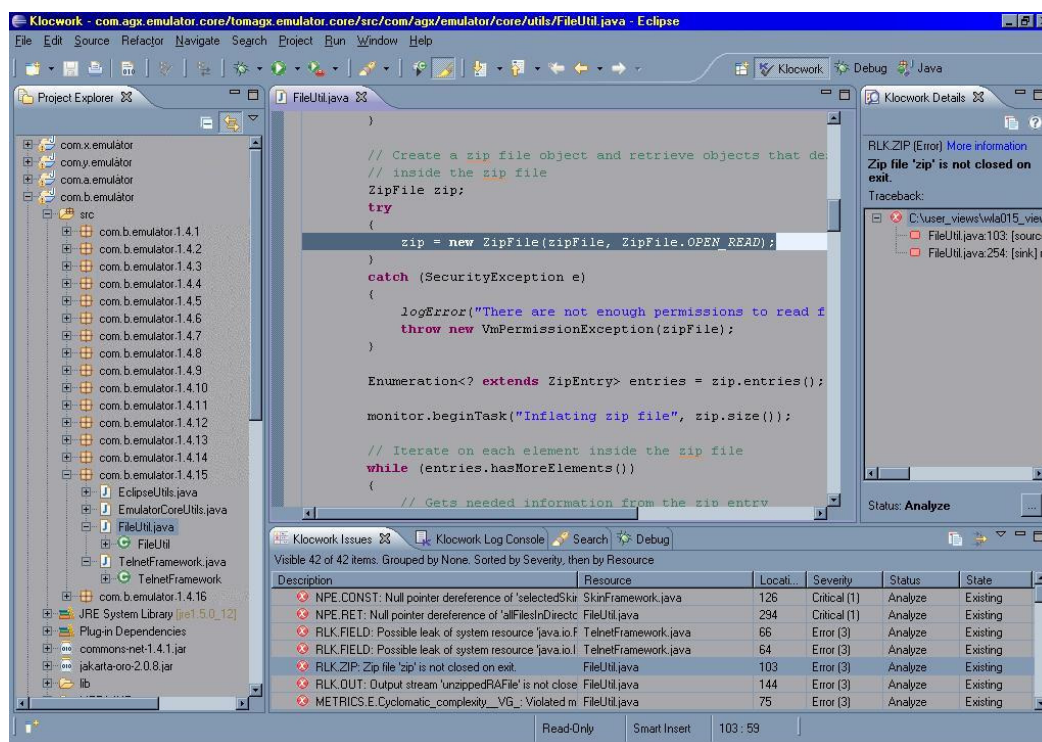 Klocwork - com.agx.emulator.core/tomagx.emulator.core/src/com/agx/emulator/core/utils/FileUtil.java - Eclipse
File Edit Source Refactor Navigate Search Project Run Window Help
Klocwork Debug Java
Project Explorer
com.x.emulator
com.y.emulator
com.a.emulator
com.b.emulator
src
com.b.emulator.1.4.1
com.b.emulator.1.4.2
com.b.emulator.1.4.3
com.b.emulator.1.4.4
com.b.emulator.1.4.5
com.b.emulator.1.4.6
com.b.emulator.1.4.7
com.b.emulator.1.4.8
com.b.emulator.1.4.9
com.b.emulator.1.4.10
com.b.emulator.1.4.11
com.b.emulator.1.4.12
com.b.emulator.1.4.13
com.b.emulator.1.4.14
com.b.emulator.1.4.15
EclipseUtils.java
EmulatorCoreUtils.java
FileUtil.java
FileUtil
TelnetFramework.java
TelnetFramework
com.b.emulator.1.4.16
JRE System Library [jre1.5.0_12]
Plug-in Dependencies
commons-net-1.4.1.jar
jakarta-oro-2.0.8.jar
lib
FileUtil.java
}
// Create a zip file object and retrieve objects that de
// inside the zip file
ZipFile zip;
try
{
zip = new ZipFile(zipFile, ZipFile.OPEN_READ);
}
catch (SecurityException e)
{
logError("There are not enough permissions to read f
throw new VmPermissionException(zipFile);
}
Enumeration<? extends ZipEntry> entries = zip.entries();
monitor.beginTask("Inflating zip file", zip.size());
// Iterate on each element inside the zip file
while (entries.hasMoreElements())
{
// Gets needed information from the zip entry
Klocwork Details
RLK.ZIP (Error) More information
Zip file 'zip' is not closed on
exit.
Traceback:
C:\user_views\wla015_view
FileUtil.java:103: [sourc
FileUtil.java:254: [sink]
Status: Analyze
...
Klocwork Issues Klocwork Log Console Search Debug
Visible 42 of 42 items. Grouped by None. Sorted by Severity, then by Resource
Description Resource Locati... Severity Status State
NPE.CONST: Null pointer dereference of 'selectedSkir SkinFramework.java 126 Critical (1) Analyze Existing
NPE.RET: Null pointer dereference of 'allFilesInDirectc FileUtil.java 294 Critical (1) Analyze Existing
RLK.FIELD: Possible leak of system resource 'java.io.F TelnetFramework.java 66 Error (3) Analyze Existing
RLK.FIELD: Possible leak of system resource 'java.io.I TelnetFramework.java 64 Error (3) Analyze Existing
RLK.ZIP: Zip file 'zip' is not closed on exit. FileUtil.java 103 Error (3) Analyze Existing
RLK.OUT: Output stream 'unzippedRAFile' is not close FileUtil.java 144 Error (3) Analyze Existing
METRICS.E.Cyclomatic_complexity__VG_: Violated m FileUtil.java 75 Error (3) Analyze Existing
Read-Only Smart Insert 103 : 59